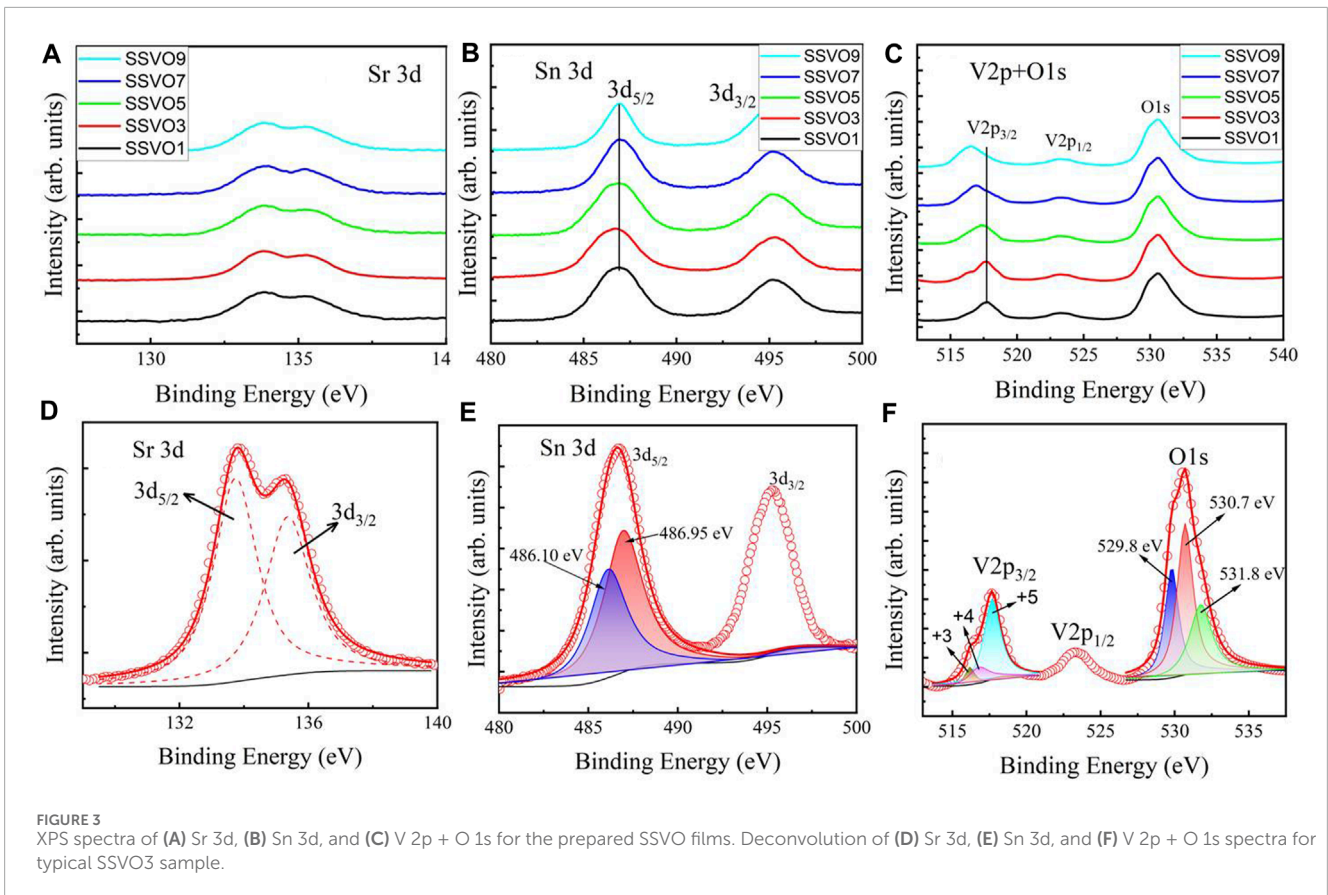 A
SSVO9
SSVO7
SSVO5
SSVO3
SSVO1
Sr 3d
Intensity (arb. units)
130 135 14
Binding Energy (eV)
B
Sn 3d
3d5/2
3d3/2
SSVO9
SSVO7
SSVO5
SSVO3
SSVO1
Intensity (arb. units)
480 485 490 495 500
Binding Energy (eV)
C
V2p+O1s
SSVO9
SSVO7
SSVO5
SSVO3
SSVO1
O1s
V2p3/2
V2p1/2
Intensity (arb. units)
515 520 525 530 535 540
Binding Energy (eV)
D
Sr 3d
3d5/2
3d3/2
Intensity (arb. units)
132 136 140
Binding Energy (eV)
E
Sn 3d
3d5/2
3d3/2
486.95 eV
486.10 eV
Intensity (arb. units)
480 485 490 495 500
Binding Energy (eV)
F
O1s
530.7 eV
529.8 eV
531.8 eV
V2p3/2
+5
+4
+3
V2p1/2
Intensity (arb. units)
515 520 525 530 535
Binding Energy (eV)
FIGURE 3
XPS spectra of (A) Sr 3d, (B) Sn 3d, and (C) V 2p + O 1s for the prepared SSVO films. Deconvolution of (D) Sr 3d, (E) Sn 3d, and (F) V 2p + O 1s spectra for
typical SSVO3 sample.